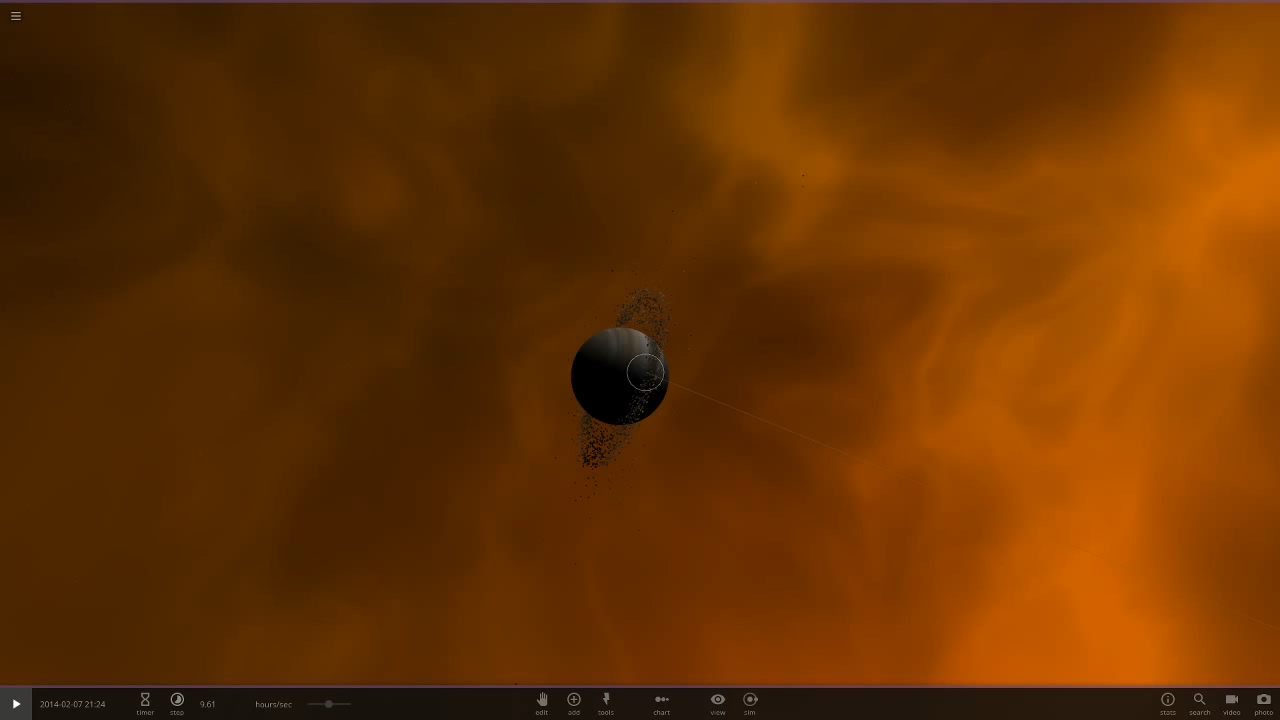 2014-02-07 21:24
timer
step
9.61
hours/sec
edit
add
tools
chart
view
sim
stats
search
video
photo